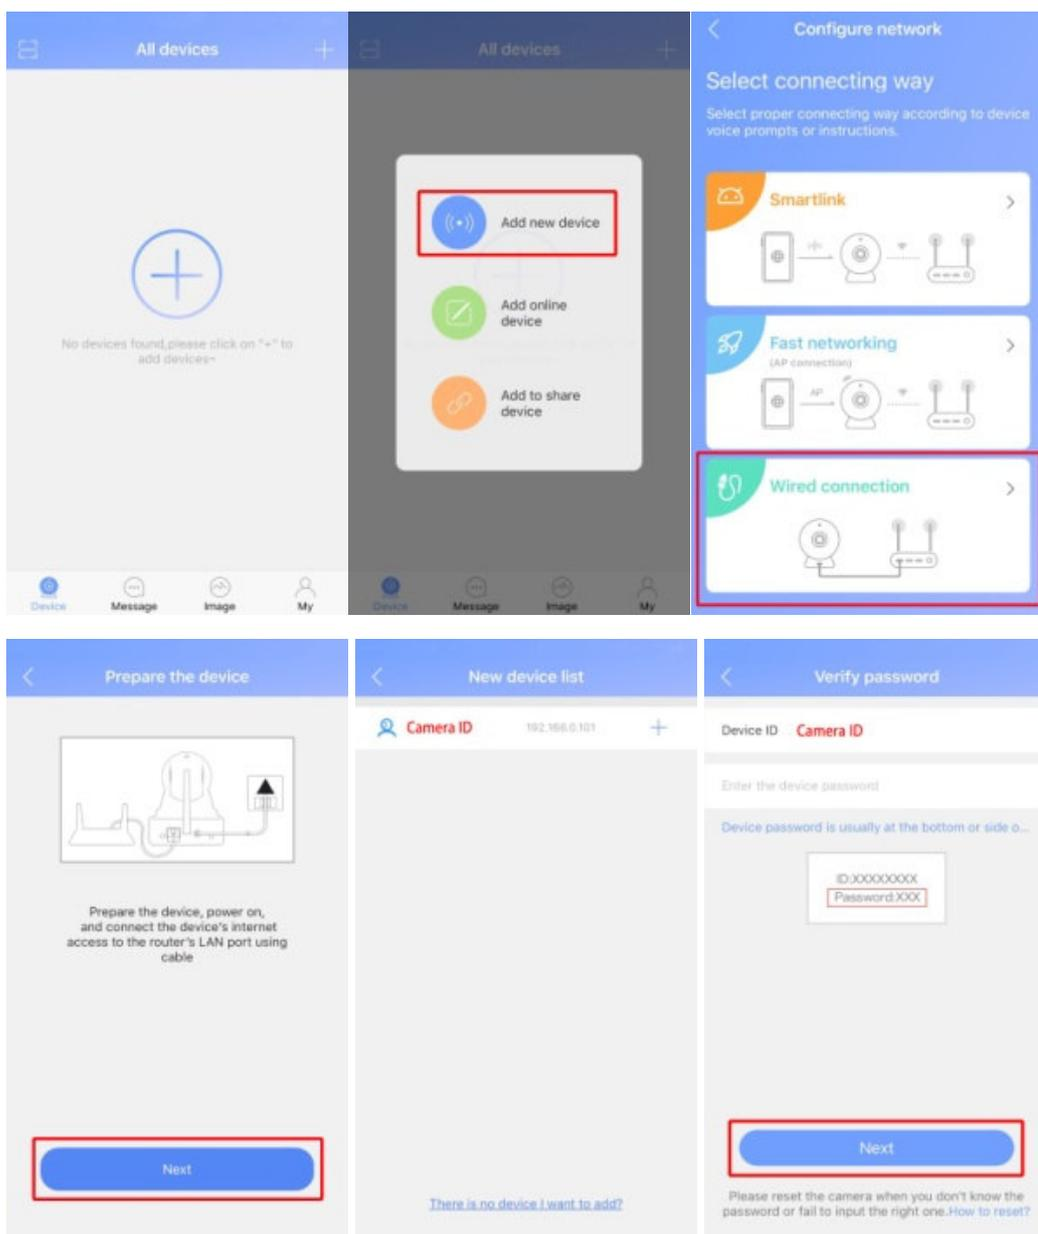 All devices
No devices found,please click on "+" to
add devices~
Device
Message
Image
My
All devices
Add new device
Add online
device
Add to share
device
Device
Message
Image
My
Configure network
Select connecting way
Select proper connecting way according to device
voice prompts or instructions.
Smartlink
Fast networking
(AP connection)
AP
Wired connection
Prepare the device
Prepare the device, power on,
and connect the device's internet
access to the router's LAN port using
cable
Next
New device list
Camera ID
192.168.0.101
There is no device I want to add?
Verify password
Device ID
Camera ID
Enter the device password
Device password is usually at the bottom or side o...
ID:XXXXXXXX
Password:XXX
Next
Please reset the camera when you don't know the
password or fail to input the right one.How to reset?